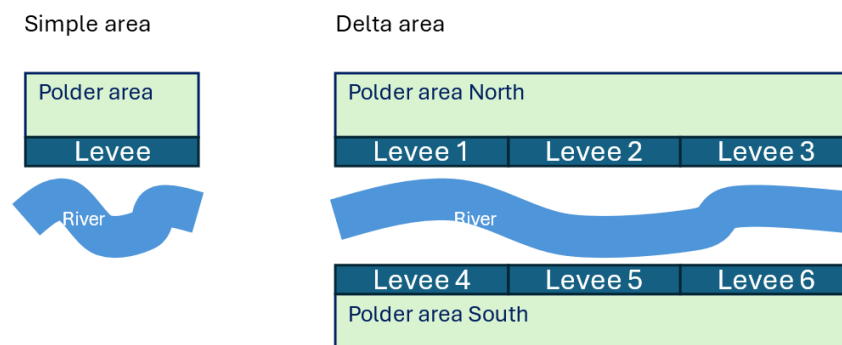 Simple area
Delta area
Polder area
Levee
River
Polder area North
Levee 1
Levee 2
Levee 3
River
Levee 4
Levee 5
Levee 6
Polder area South